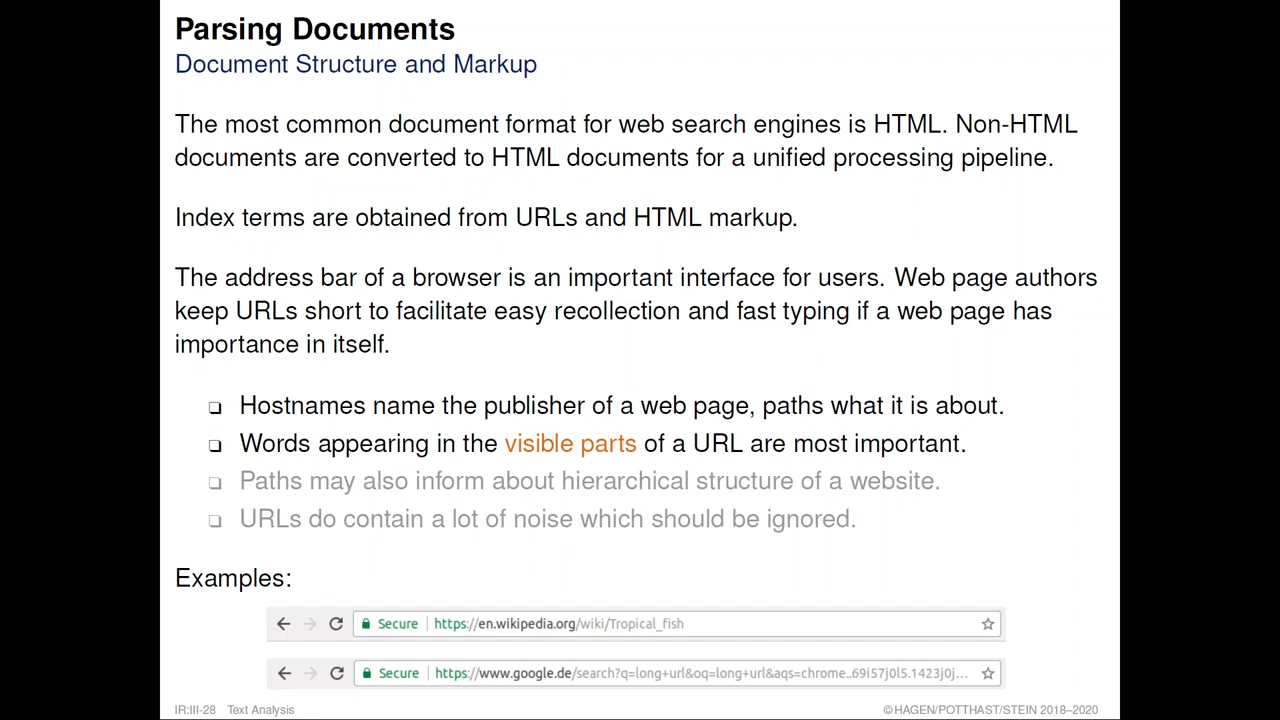 Parsing Documents
Document Structure and Markup
The most common document format for web search engines is HTML. Non-HTML
documents are converted to HTML documents for a unified processing pipeline.
Index terms are obtained from URLs and HTML markup.
The address bar of a browser is an important interface for users. Web page authors
keep URLs short to facilitate easy recollection and fast typing if a web page has
importance in itself.
❑ Hostnames name the publisher of a web page, paths what it is about.
❑ Words appearing in the visible parts of a URL are most important.
❑ Paths may also inform about hierarchical structure of a website.
❑ URLs do contain a lot of noise which should be ignored.
Examples:
Secure | https://en.wikipedia.org/wiki/Tropical_fish
Secure | https://www.google.de/search?q=long+url&oq=long+url&aqs=chrome..69i57j0l5.1423j0j...
IR:III-28 Text Analysis
©HAGEN/POTTHAST/STEIN 2018–2020